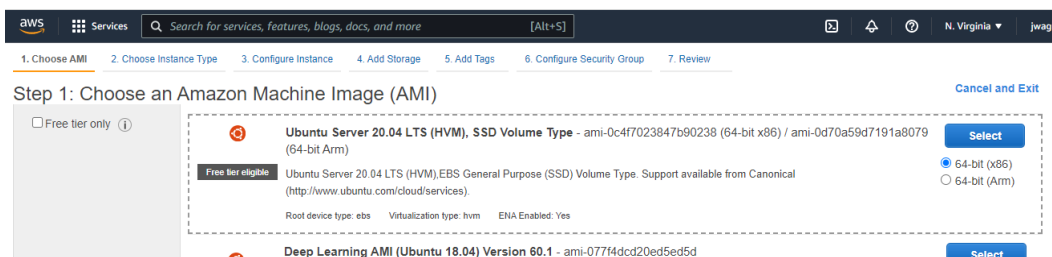 aws Services Search for services, features, blogs, docs, and more [Alt+S] N. Virginia ▼ jwag
1. Choose AMI 2. Choose Instance Type 3. Configure Instance 4. Add Storage 5. Add Tags 6. Configure Security Group 7. Review
Step 1: Choose an Amazon Machine Image (AMI) Cancel and Exit
Free tier only
Ubuntu Server 20.04 LTS (HVM), SSD Volume Type - ami-0c4f7023847b90238 (64-bit x86) / ami-0d70a59d7191a8079
(64-bit Arm)
Select
64-bit (x86)
64-bit (Arm)
Free tier eligible
Ubuntu Server 20.04 LTS (HVM),EBS General Purpose (SSD) Volume Type. Support available from Canonical
(http://www.ubuntu.com/cloud/services).
Root device type: ebs Virtualization type: hvm ENA Enabled: Yes
Deep Learning AMI (Ubuntu 18.04) Version 60.1 - ami-077f4dcd20ed5ed5d
Select